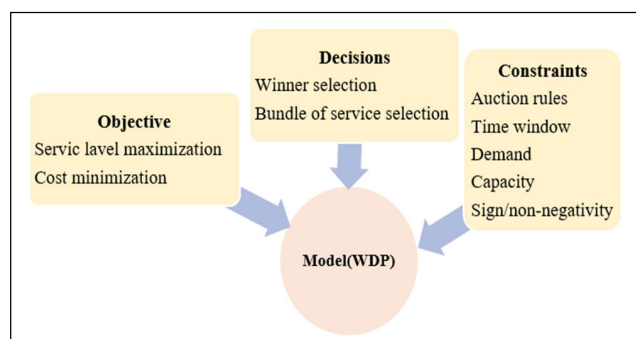 Objective
Servic lavel maximization
Cost minimization
Decisions
Winner selection
Bundle of service selection
Constraints
Auction rules
Time window
Demand
Capacity
Sign/non-negativity
Model(WDP)